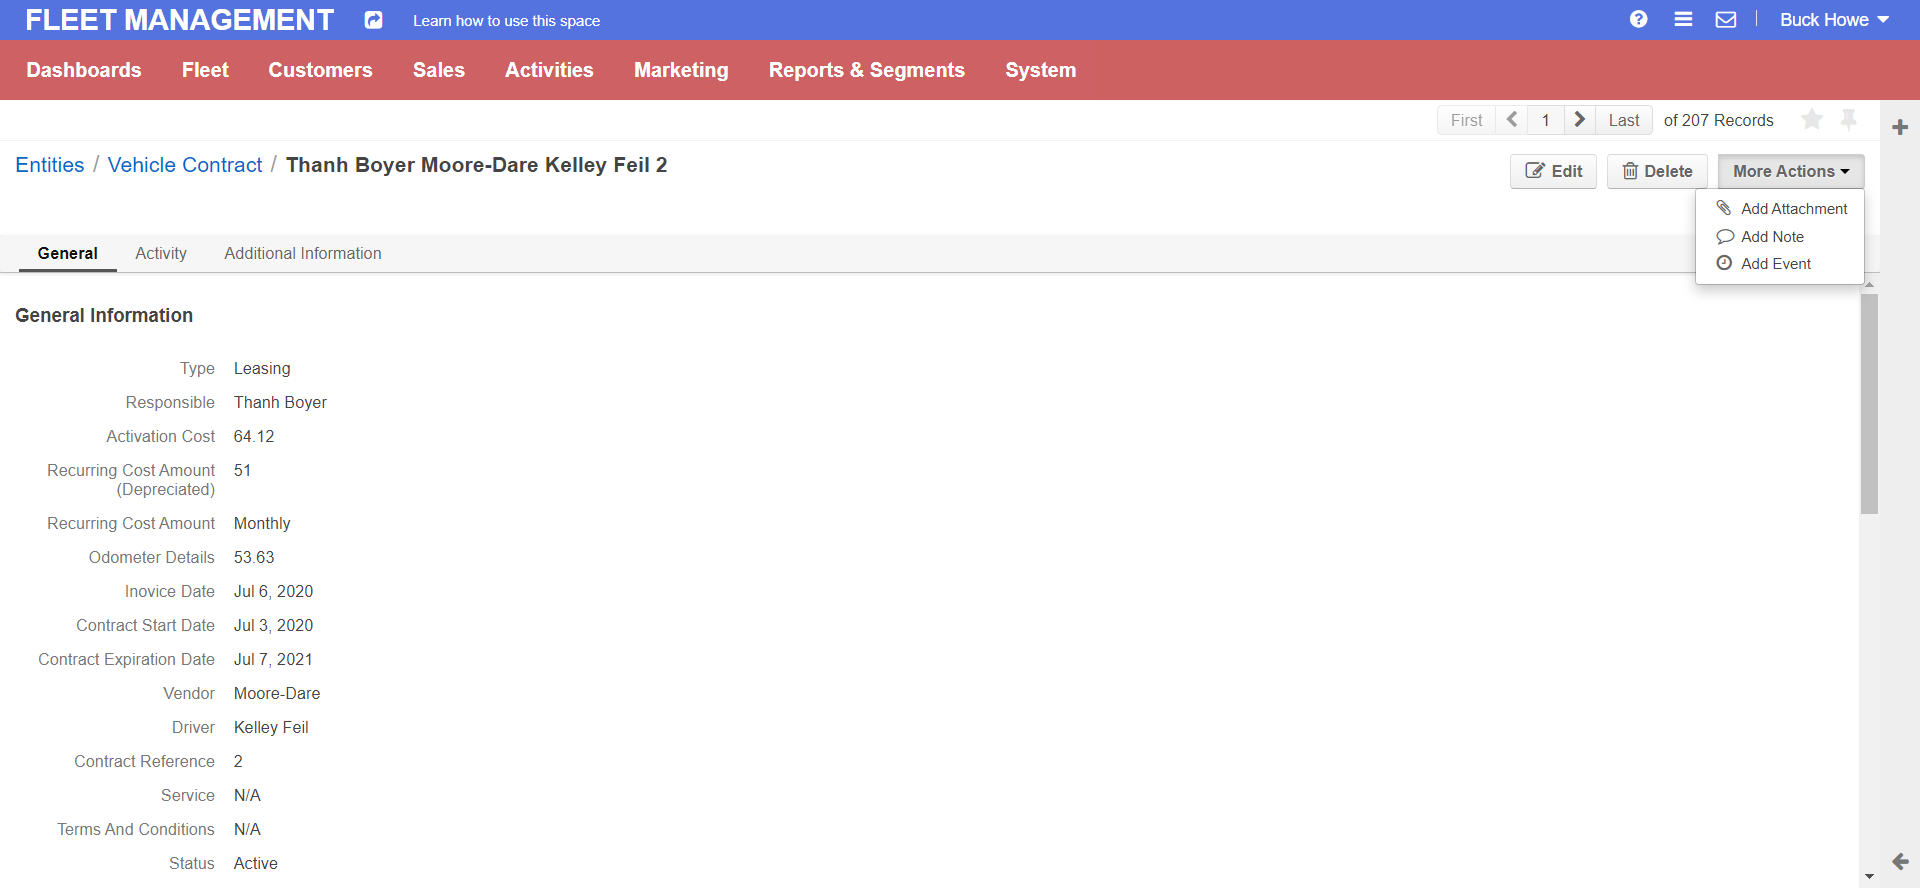 FLEET MANAGEMENT Learn how to use this space Buck Howe
Dashboards Fleet Customers Sales Activities Marketing Reports & Segments System
First 1 Last of 207 Records
Entities / Vehicle Contract / Thanh Boyer Moore-Dare Kelley Feil 2
Edit Delete More Actions
Add Attachment
Add Note
Add Event
General Activity Additional Information
General Information
Type Leasing
Responsible Thanh Boyer
Activation Cost 64.12
Recurring Cost Amount 51
(Depreciated)
Recurring Cost Amount Monthly
Odometer Details 53.63
Inovice Date Jul 6, 2020
Contract Start Date Jul 3, 2020
Contract Expiration Date Jul 7, 2021
Vendor Moore-Dare
Driver Kelley Feil
Contract Reference 2
Service N/A
Terms And Conditions N/A
Status Active